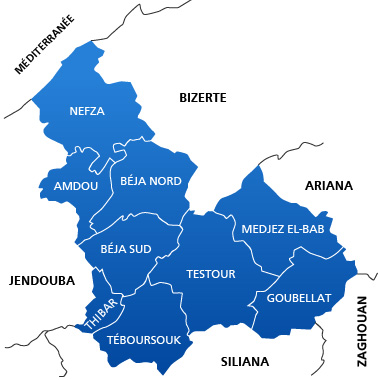 MÉDITERRANÉE
BIZERTE
NEFZA
AMDOU
BÉJA NORD
ARIANA
MEDJEZ EL-BAB
BÉJA SUD
TESTOUR
JENDOUBA
GOUBELLAT
THIBAR
TÉBOURSOUK
SILIANA
ZAGHOUAN